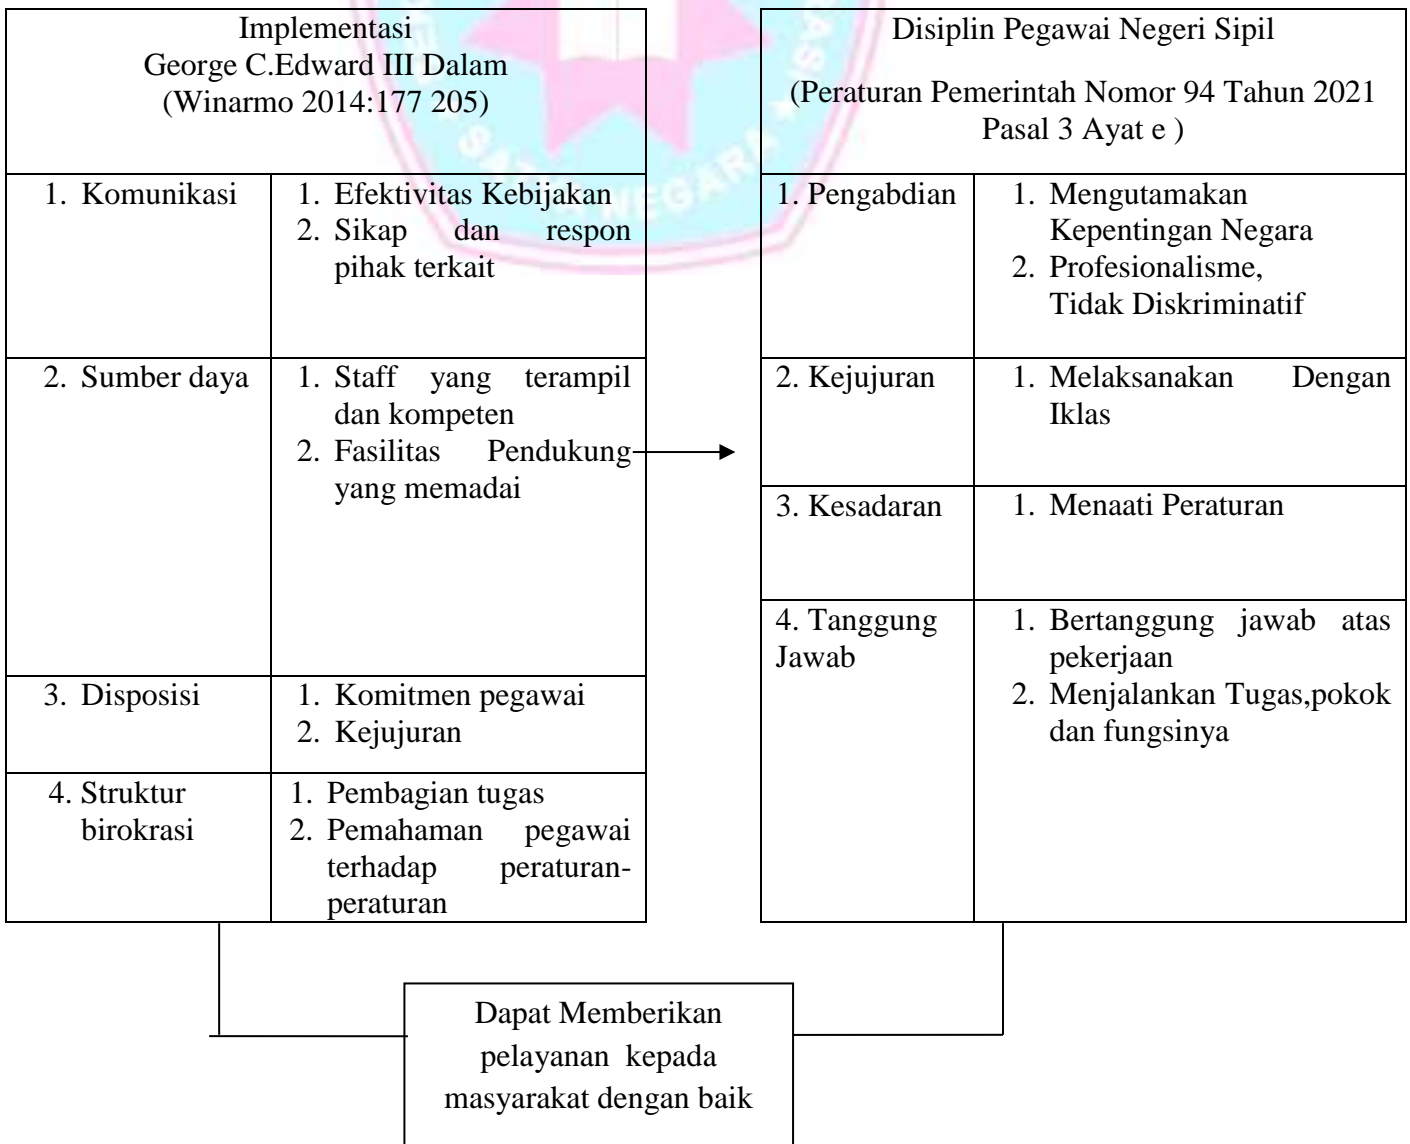 Implementasi
George C.Edward III Dalam
(Winarmo 2014:177 205)
1. Komunikasi
1. Efektivitas Kebijakan
2. Sikap dan respon
pihak terkait
2. Sumber daya
1. Staff yang terampil
dan kompeten
2. Fasilitas Pendukung
yang memadai
3. Disposisi
1. Komitmen pegawai
2. Kejujuran
4. Struktur
birokrasi
1. Pembagian tugas
2. Pemahaman pegawai
terhadap peraturan-
peraturan
Disiplin Pegawai Negeri Sipil
(Peraturan Pemerintah Nomor 94 Tahun 2021
Pasal 3 Ayat e )
1. Pengabdian
1. Mengutamakan
Kepentingan Negara
2. Profesionalisme,
Tidak Diskriminatif
2. Kejujuran
1. Melaksanakan Dengan
Iklas
3. Kesadaran
1. Menaati Peraturan
4. Tanggung
Jawab
1. Bertanggung jawab atas
pekerjaan
2. Menjalankan Tugas,pokok
dan fungsinya
Dapat Memberikan
pelayanan kepada
masyarakat dengan baik
NEGARA